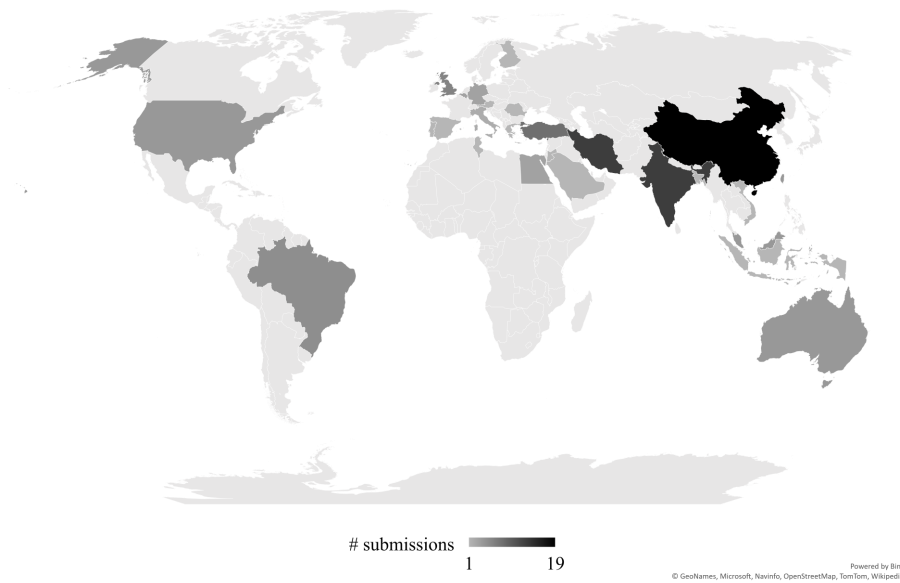 # submissions
1 19
Powered by Bin
© GeoNames, Microsoft, Navinfo, OpenStreetMap, TomTom, Wikipedi